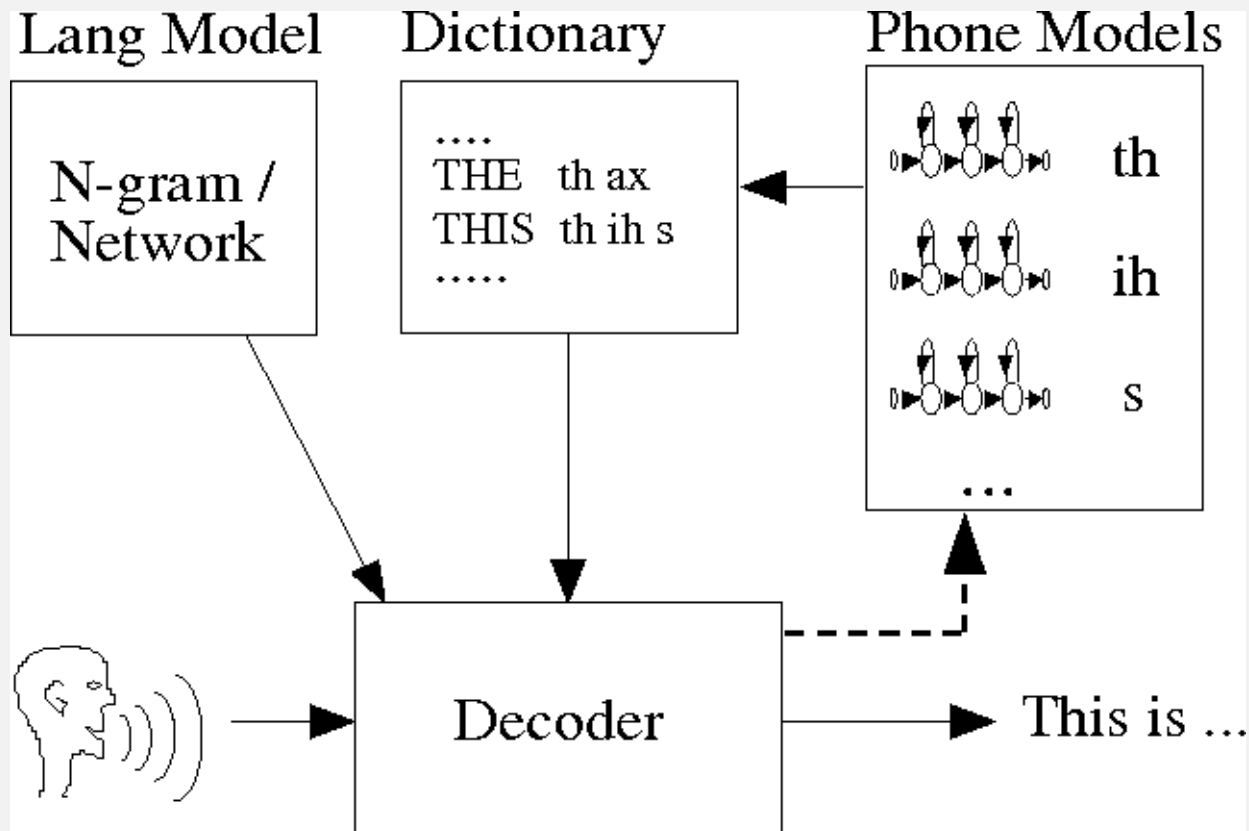 Lang Model
Dictionary
Phone Models
N-gram /
Network
....
THE th ax
THIS th ih s
.....
th
ih
s
...
Decoder
This is ...